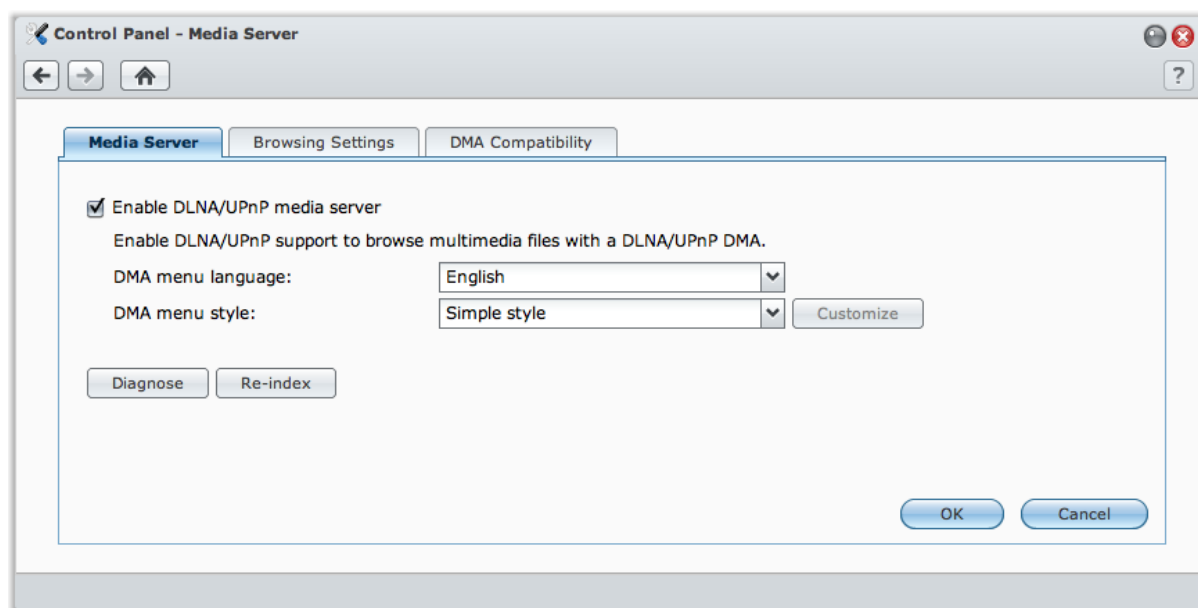 Control Panel - Media Server
?
Media Server Browsing Settings DMA Compatibility
Enable DLNA/UPnP media server
Enable DLNA/UPnP support to browse multimedia files with a DLNA/UPnP DMA.
DMA menu language: English
DMA menu style: Simple style Customize
Diagnose Re-index
OK Cancel